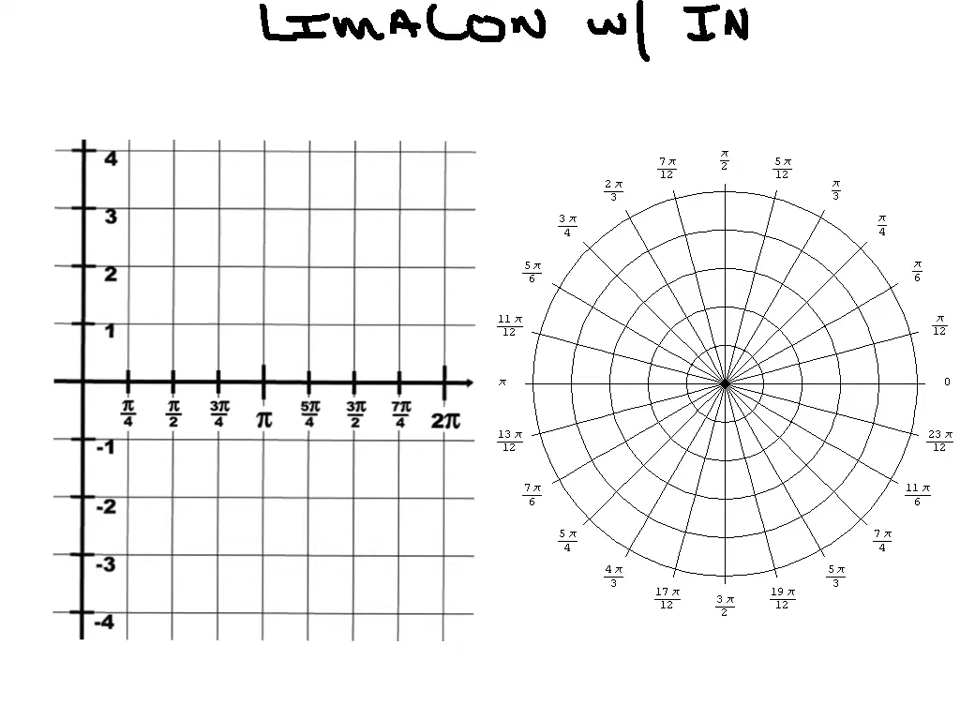 LIMACON w/ IN
4
3
2
1
π/4 π/2 3π/4 π 5π/4 3π/2 7π/4 2π
-1
-2
-3
-4
π/2
7π/12 5π/12
2π/3 π/3
3π/4 π/4
5π/6 π/6
11π/12 π/12
π 0
13π/12 23π/12
7π/6 11π/6
5π/4 7π/4
4π/3 5π/3
17π/12 19π/12
3π/2